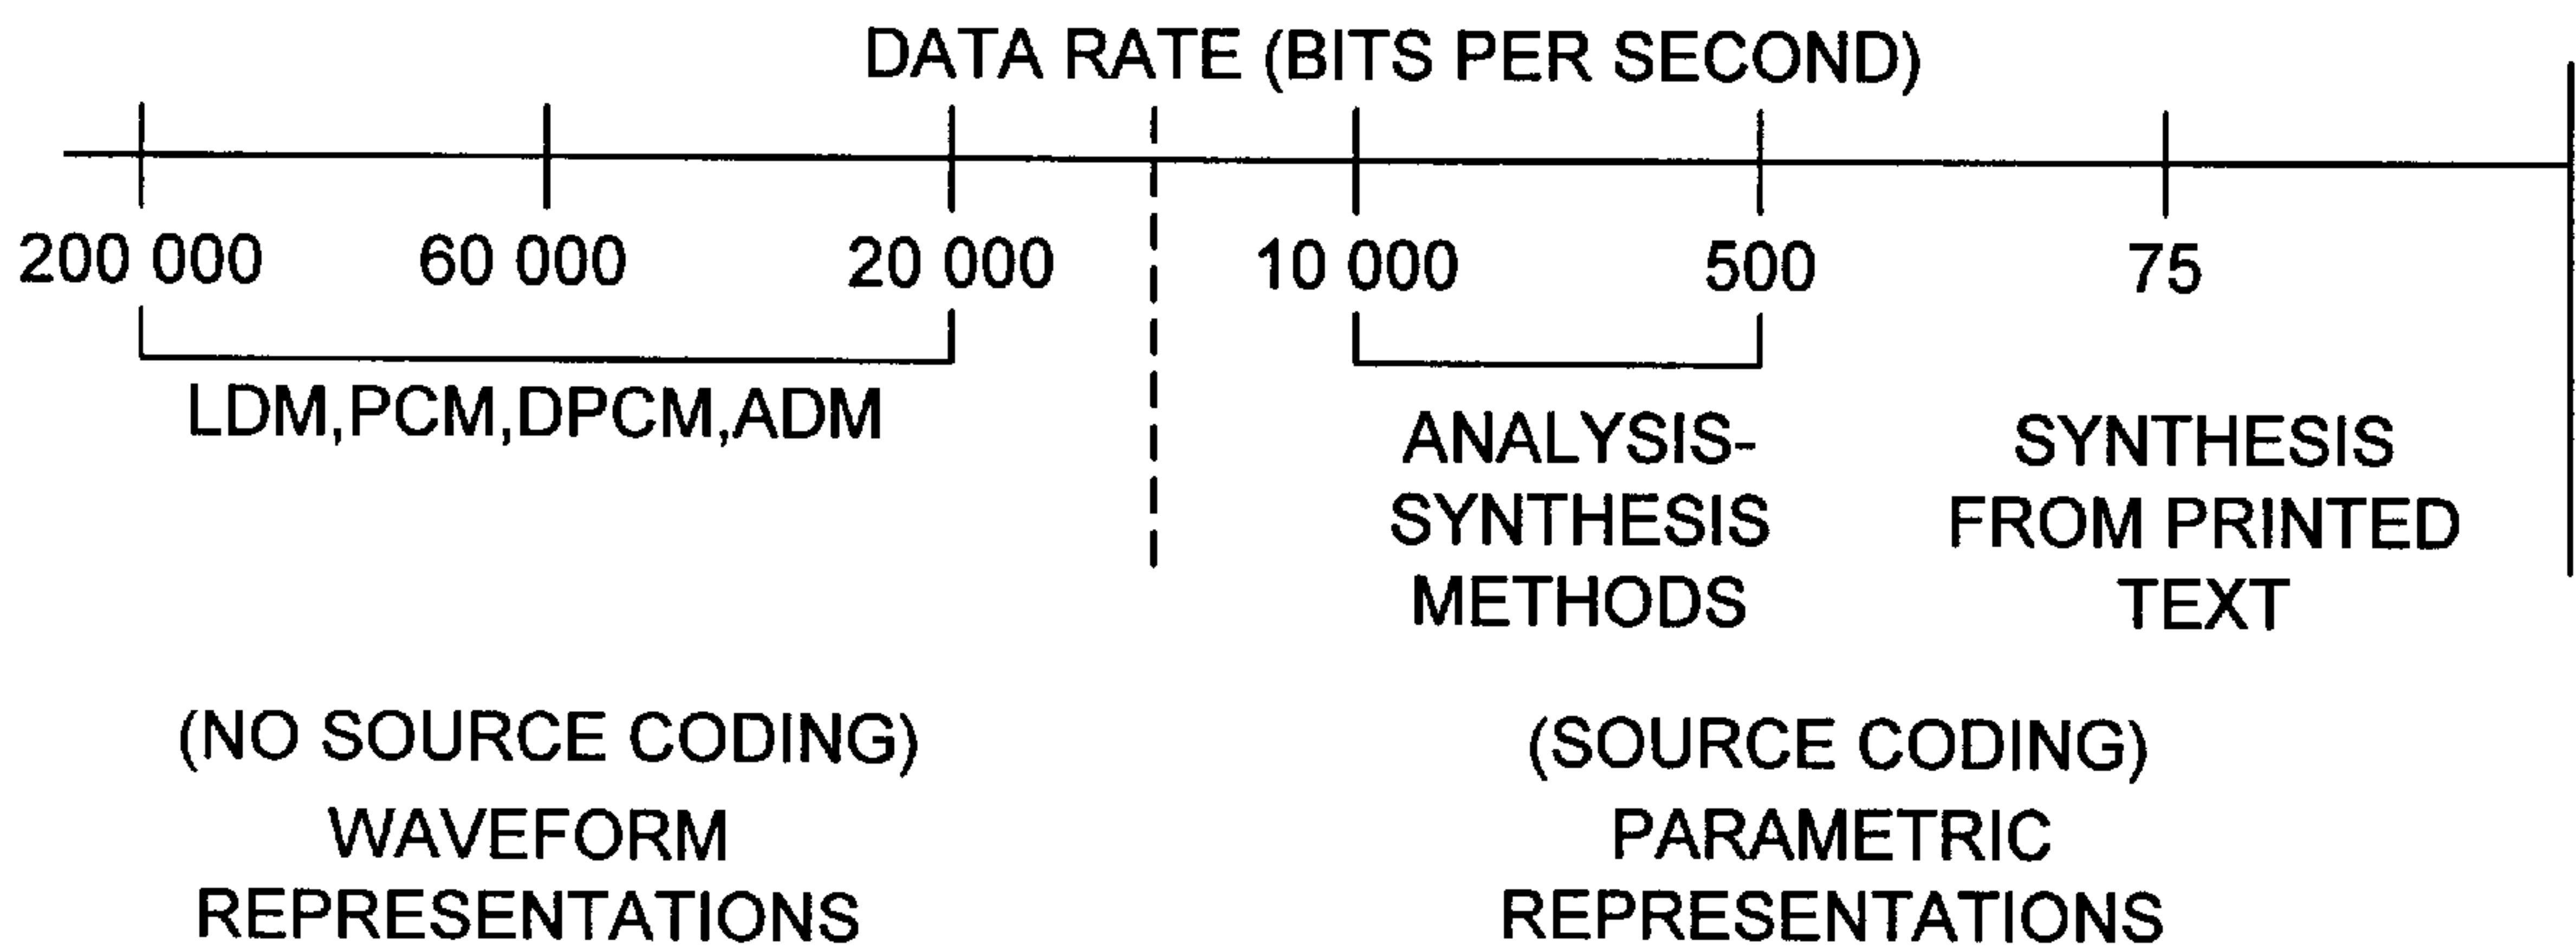 DATA RATE (BITS PER SECOND)
200 000 60 000 20 000 10 000 500 75
LDM,PCM,DPCM,ADM
ANALYSIS-
SYNTHESIS
METHODS
SYNTHESIS
FROM PRINTED
TEXT
(NO SOURCE CODING)
WAVEFORM
REPRESENTATIONS
(SOURCE CODING)
PARAMETRIC
REPRESENTATIONS